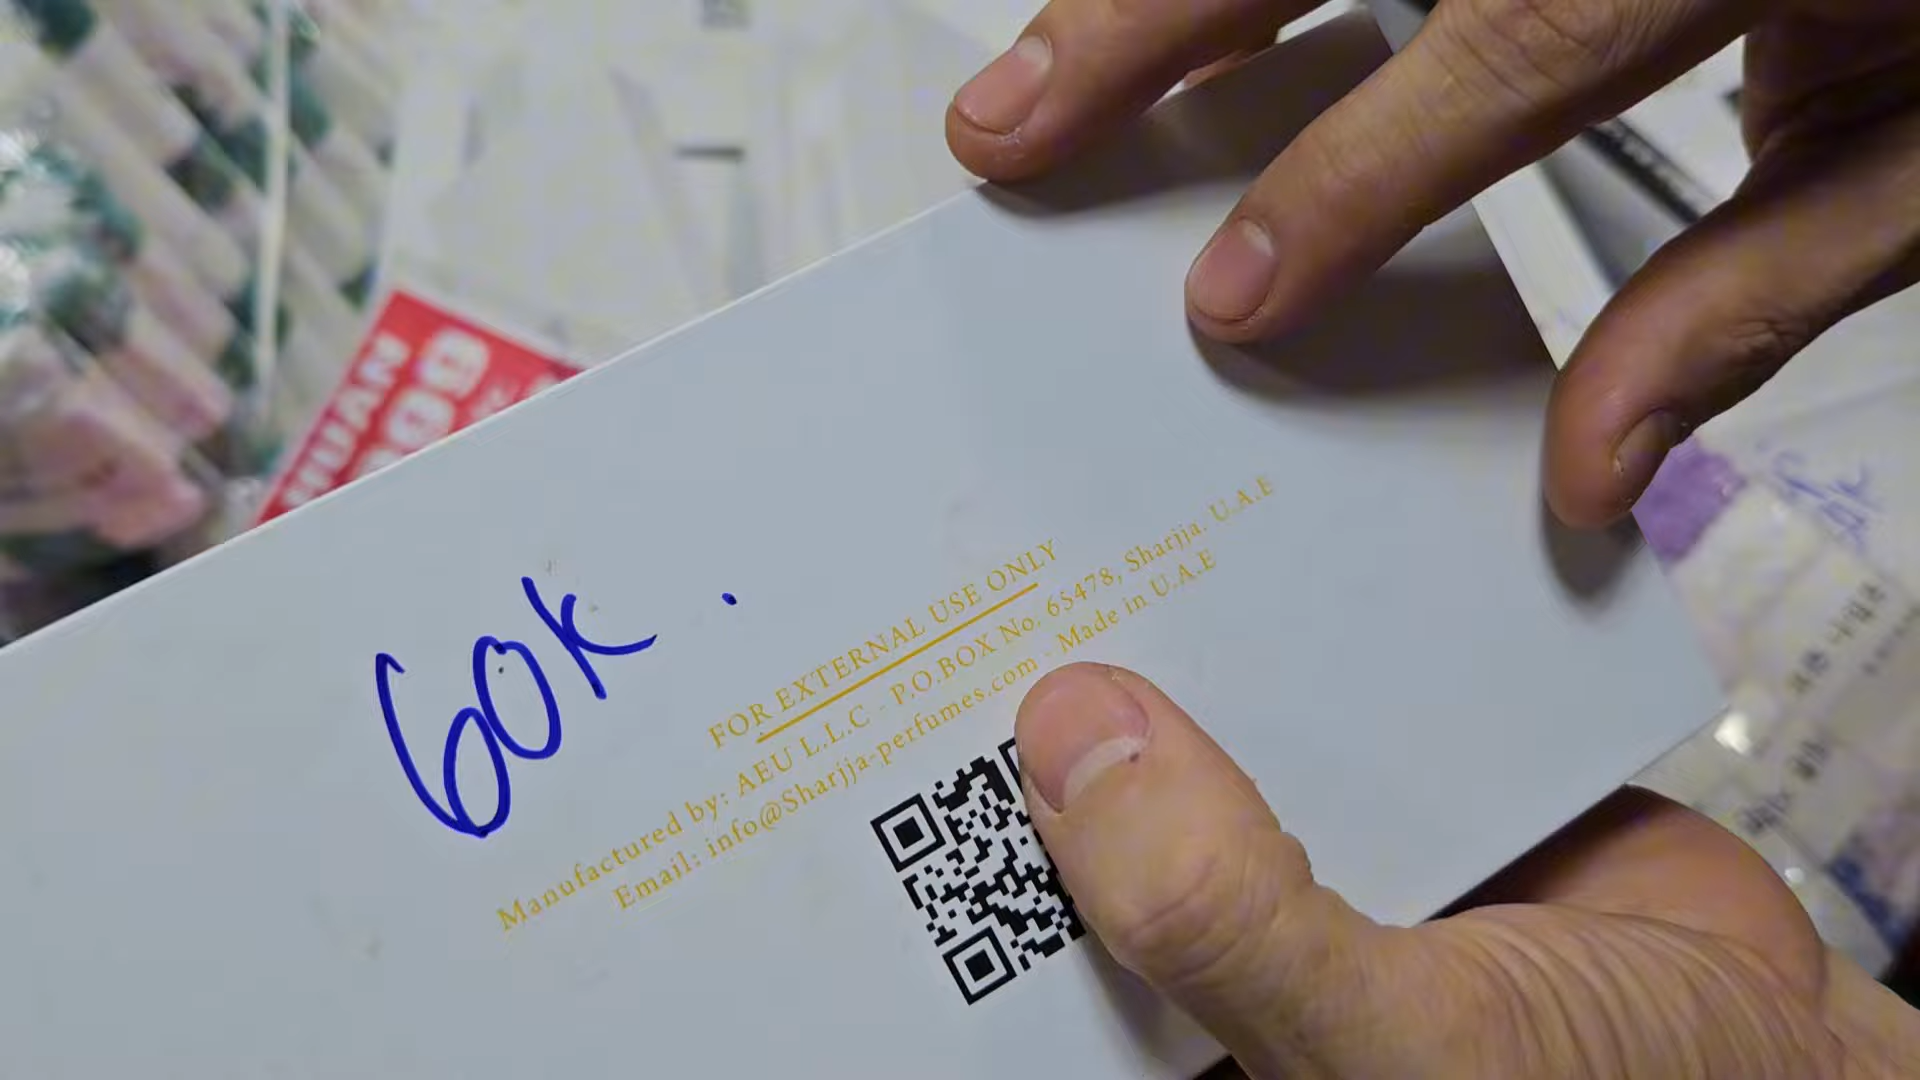 60K.
FOR EXTERNAL USE ONLY
Manufactured by: AEU L.L.C - P.O.BOX No. 65478, Sharjja. U.A.E
Email: info@Sharjja-perfumes.com - Made in U.A.E
MUAN